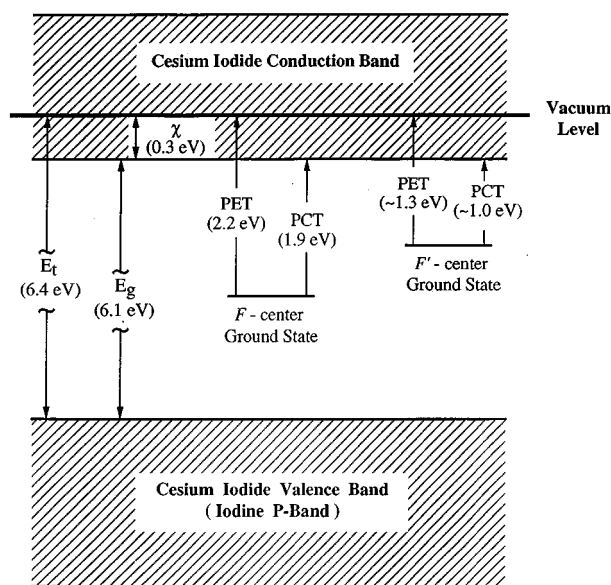 Cesium Iodide Conduction Band
Vacuum
Level
χ
(0.3 eV)
PET
(2.2 eV)
PCT
(1.9 eV)
PET
(~1.3 eV)
PCT
(~1.0 eV)
Et
(6.4 eV)
Eg
(6.1 eV)
F - center
Ground State
F' - center
Ground State
Cesium Iodide Valence Band
( Iodine P-Band )